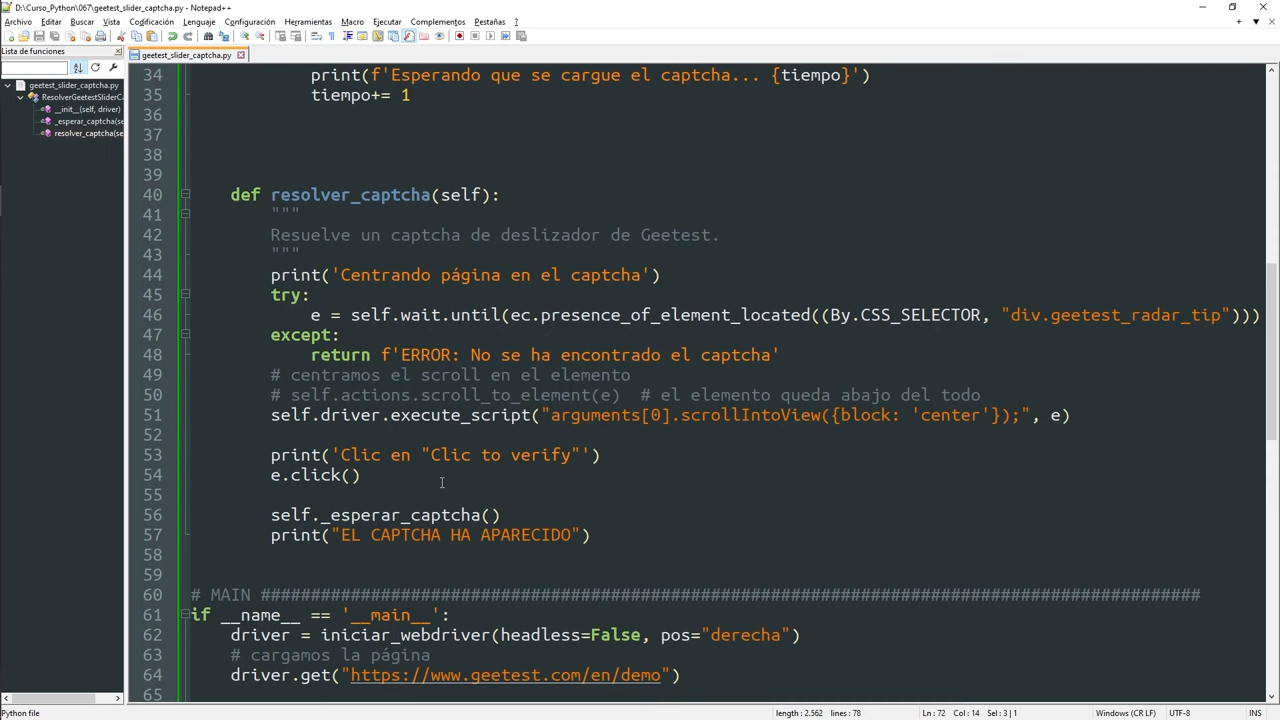 D:\Curso_Python\067\geetest_slider_captcha.py - Notepad++
Archivo Editar Buscar Vista Codificación Lenguaje Configuración Herramientas Macro Ejecutar Complementos Pestañas ?
Lista de funciones
geetest_slider_captcha.py
geetest_slider_captcha.py
ResolverGeetestSliderCa
__init__(self, driver)
_esperar_captcha(se
resolver_captcha(se
34 print(f'Esperando que se cargue el captcha... {tiempo}')
35 tiempo+= 1
36
37
38
39
40 def resolver_captcha(self):
41 """
42 Resuelve un captcha de deslizador de Geetest.
43 """
44 print('Centrando página en el captcha')
45 try:
46 e = self.wait.until(ec.presence_of_element_located((By.CSS_SELECTOR, "div.geetest_radar_tip")))
47 except:
48 return f'ERROR: No se ha encontrado el captcha'
49 # centramos el scroll en el elemento
50 # self.actions.scroll_to_element(e)  # el elemento queda abajo del todo
51 self.driver.execute_script("arguments[0].scrollIntoView({block: 'center'});", e)
52
53 print('Clic en "Clic to verify"')
54 e.click()
55
56 self._esperar_captcha()
57 print("EL CAPTCHA HA APARECIDO")
58
59
60 # MAIN ##############################################################################################
61 if __name__ == '__main__':
62 driver = iniciar_webdriver(headless=False, pos="derecha")
63 # cargamos la página
64 driver.get("https://www.geetest.com/en/demo")
65
Python file length : 2.562 lines : 78 Ln : 72 Col : 14 Sel : 3 | 1 Windows (CR LF) UTF-8 INS